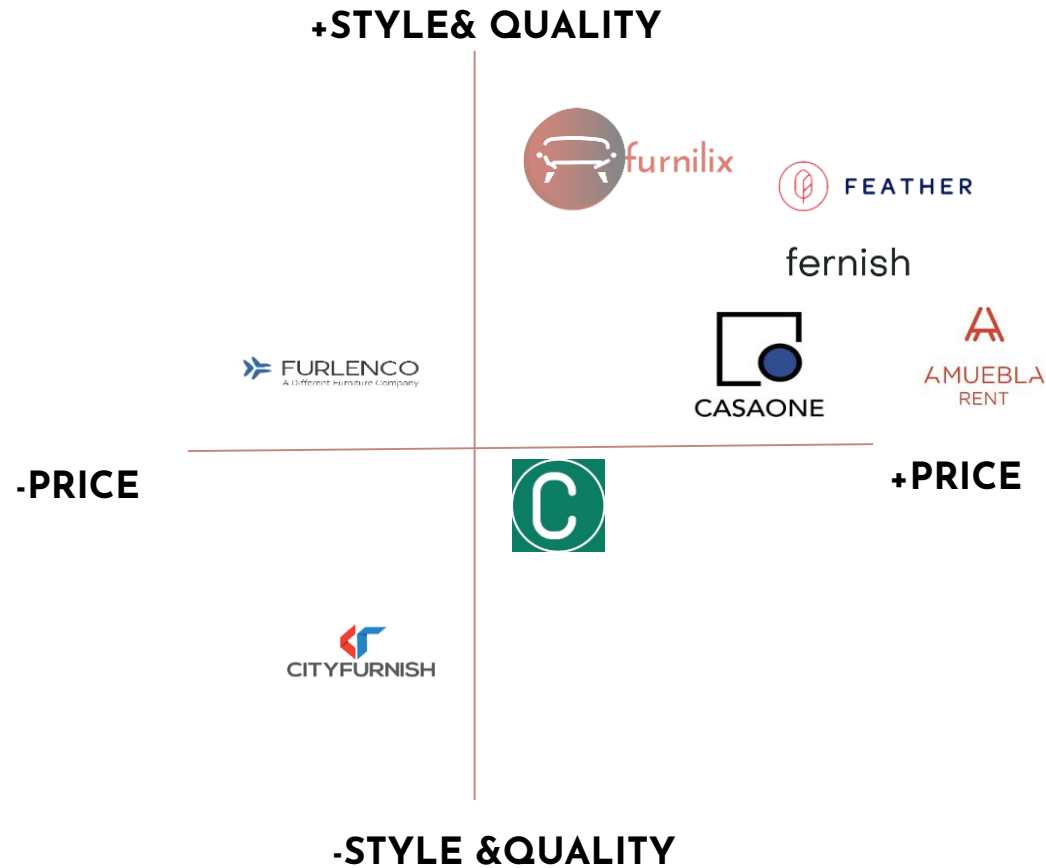 +STYLE& QUALITY
furnilix
FEATHER
fernish
FURLENCO
A Different Furniture Company
CASAONE
AMUEBLA
RENT
-PRICE
+PRICE
C
CITYFURNISH
-STYLE &QUALITY